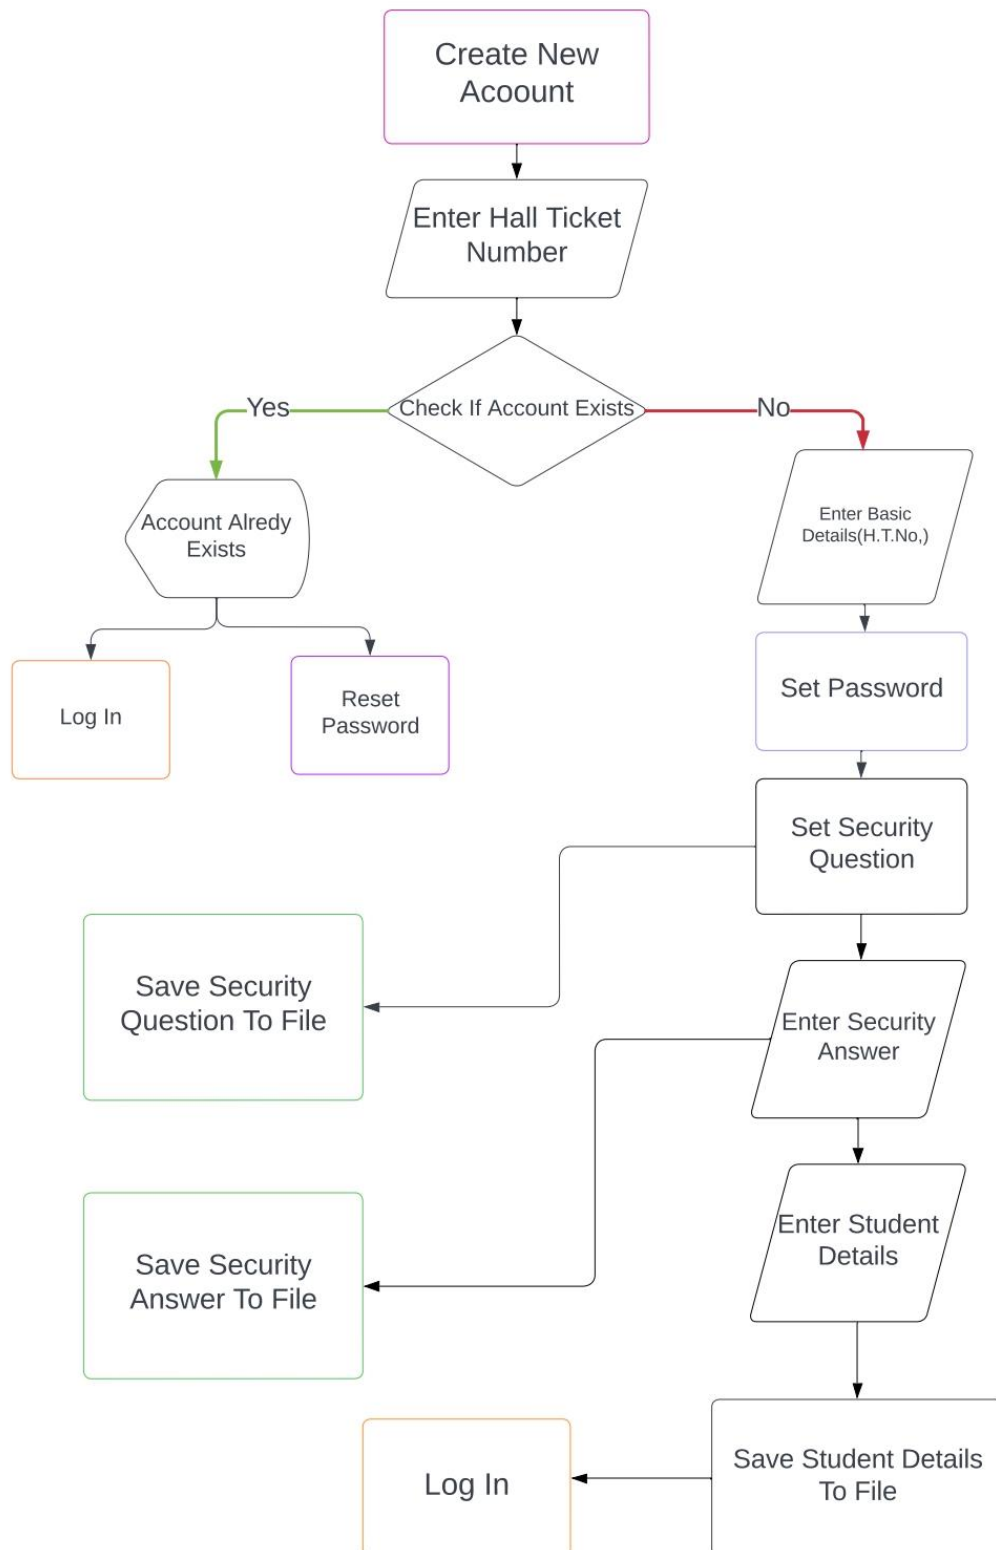 Create New
Acoount
Enter Hall Ticket
Number
Check If Account Exists
Yes
No
Account Alredy
Exists
Enter Basic
Details(H.T.No,)
Log In
Reset
Password
Set Password
Set Security
Question
Save Security
Question To File
Enter Security
Answer
Save Security
Answer To File
Enter Student
Details
Save Student Details
To File
Log In